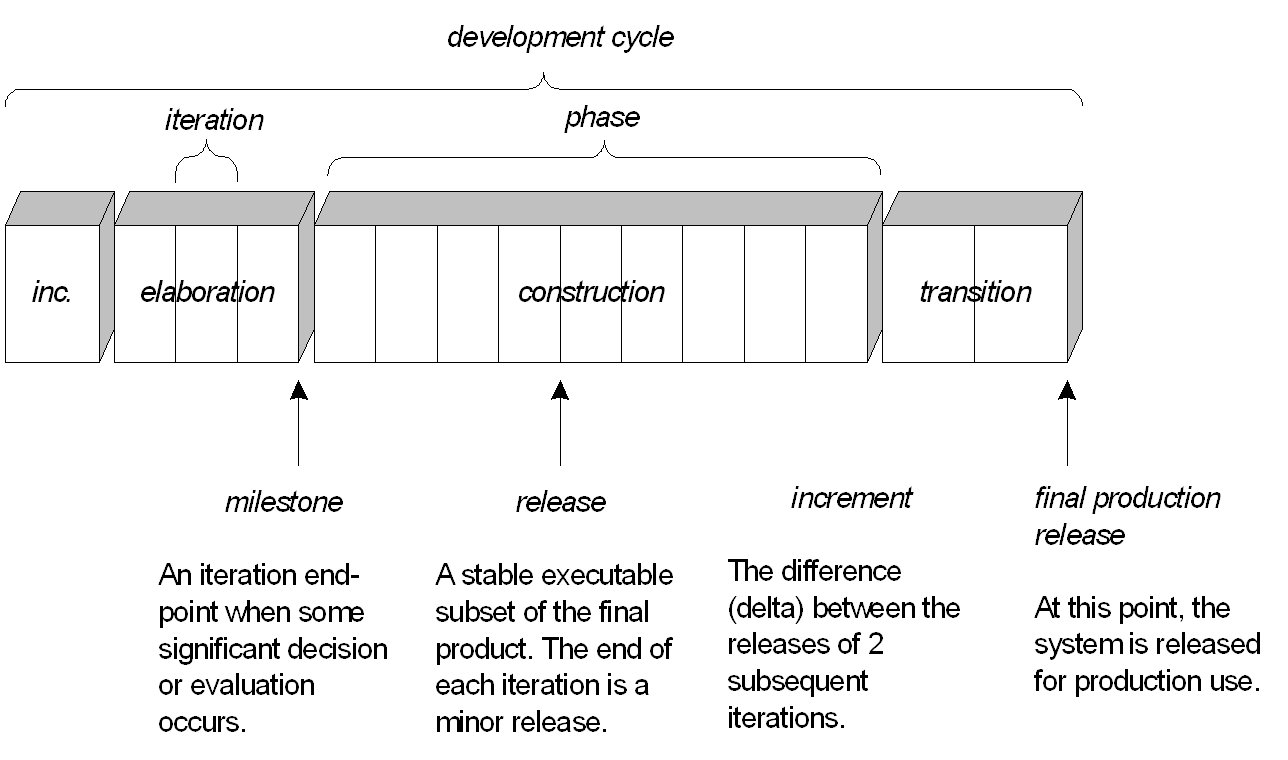 development cycle
iteration
phase
inc.
elaboration
construction
transition
milestone
An iteration end-
point when some
significant decision
or evaluation
occurs.
release
A stable executable
subset of the final
product. The end of
each iteration is a
minor release.
increment
The difference
(delta) between the
releases of 2
subsequent
iterations.
final production
release
At this point, the
system is released
for production use.